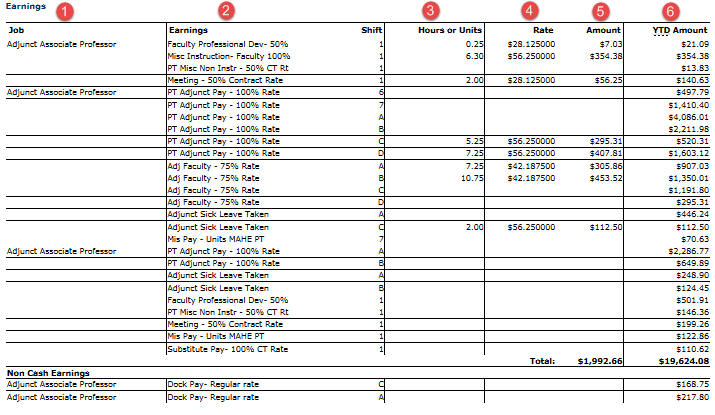 Earnings
1 2 3 4 5 6
Job Earnings Shift Hours or Units Rate Amount YTD Amount
Adjunct Associate Professor Faculty Professional Dev- 50% 1 0.25 $28.125000 $7.03 $21.09
Misc Instruction- Faculty 100% 1 6.30 $56.250000 $354.38 $354.38
PT Misc Non Instr - 50% CT Rt 1 $13.83
Meeting - 50% Contract Rate 1 2.00 $28.125000 $56.25 $140.63
Adjunct Associate Professor PT Adjunct Pay - 100% Rate 6 $497.79
PT Adjunct Pay - 100% Rate 7 $1,410.40
PT Adjunct Pay - 100% Rate A $4,086.01
PT Adjunct Pay - 100% Rate B $2,211.98
PT Adjunct Pay - 100% Rate C 5.25 $56.250000 $295.31 $520.31
PT Adjunct Pay - 100% Rate D 7.25 $56.250000 $407.81 $1,603.12
Adj Faculty - 75% Rate A 7.25 $42.187500 $305.86 $907.03
Adj Faculty - 75% Rate B 10.75 $42.187500 $453.52 $1,350.01
Adj Faculty - 75% Rate C $1,191.80
Adj Faculty - 75% Rate D $295.31
Adjunct Sick Leave Taken A $446.24
Adjunct Sick Leave Taken C 2.00 $56.250000 $112.50 $112.50
Mis Pay - Units MAHE PT 7 $70.63
Adjunct Associate Professor PT Adjunct Pay - 100% Rate A $2,286.77
PT Adjunct Pay - 100% Rate B $649.89
Adjunct Sick Leave Taken A $248.90
Adjunct Sick Leave Taken B $124.45
Faculty Professional Dev- 50% 1 $501.91
PT Misc Non Instr - 50% CT Rt 1 $146.36
Meeting - 50% Contract Rate 1 $199.26
Mis Pay - Units MAHE PT 1 $122.86
Substitute Pay- 100% CT Rate 1 $110.62
Total: $1,992.66 $19,624.08
Non Cash Earnings
Adjunct Associate Professor Dock Pay- Regular rate C $168.75
Adjunct Associate Professor Dock Pay- Regular rate A $217.80